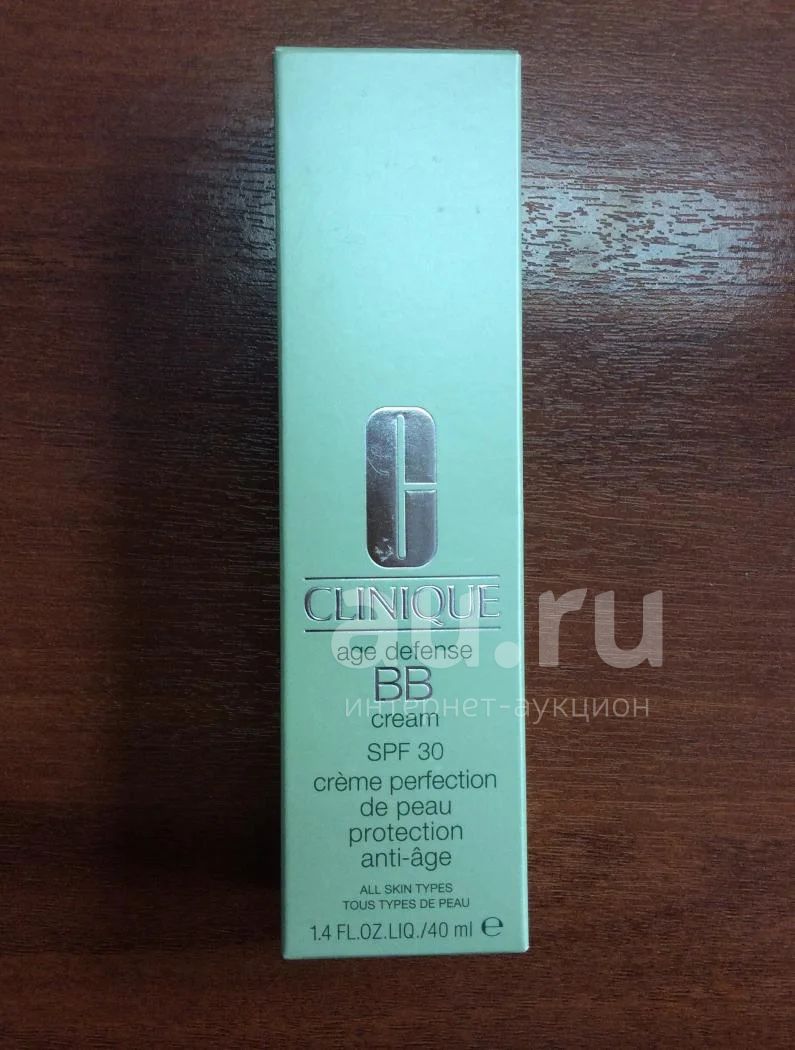 C
CLINIQUE
au.ru
age defense
BB
интернет-аукцион
cream
SPF 30
crème perfection
de peau
protection
anti-âge
ALL SKIN TYPES
TOUS TYPES DE PEAU
1.4 FL.OZ.LIQ./40 ml ℮